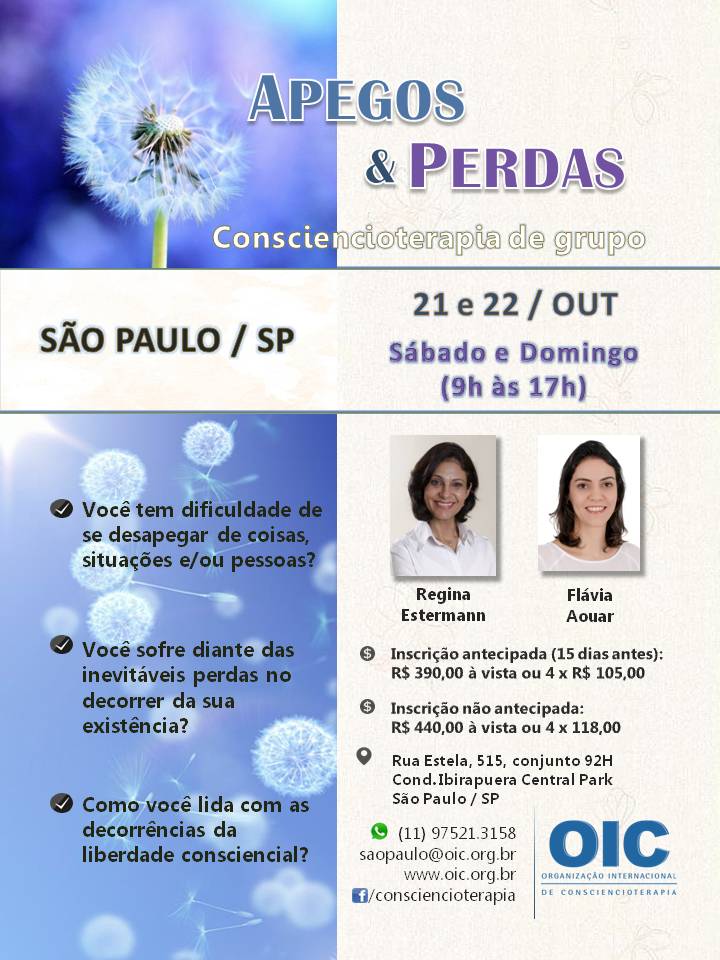 APEGOS
& PERDAS
Consciencioterapia de grupo
SÃO PAULO / SP
21 e 22 / OUT
Sábado e Domingo
(9h às 17h)
Você tem dificuldade de
se desapegar de coisas,
situações e/ou pessoas?
Você sofre diante das
inevitáveis perdas no
decorrer da sua
existência?
Como você lida com as
decorrências da
liberdade consciencial?
Regina
Estermann
Flávia
Aouar
Inscrição antecipada (15 dias antes):
R$ 390,00 à vista ou 4 x R$ 105,00
Inscrição não antecipada:
R$ 440,00 à vista ou 4 x 118,00
Rua Estela, 515, conjunto 92H
Cond.Ibirapuera Central Park
São Paulo / SP
(11) 97521.3158
saopaulo@oic.org.br
www.oic.org.br
/consciencioterapia
OIC
ORGANIZAÇÃO INTERNACIONAL
DE CONSCIENCIOTERAPIA